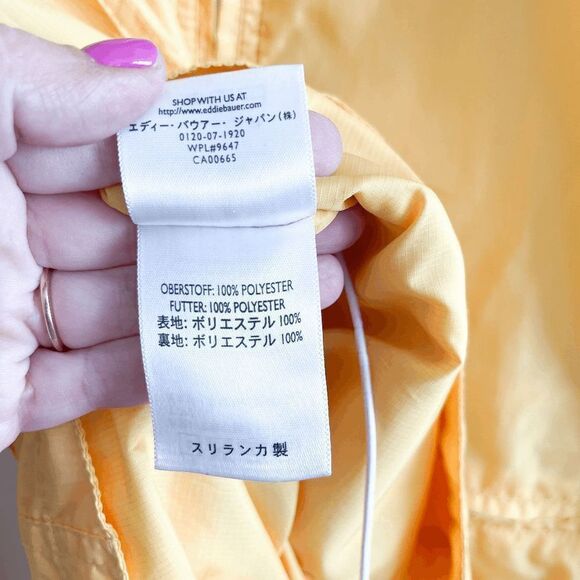 SHOP WITH US AT
http://www.eddiebauer.com
エディー・バウアー・ジャパン(株)
0120-07-1920
WPL#9647
CA00665
OBERSTOFF: 100% POLYESTER
FUTTER: 100% POLYESTER
表地: ポリエステル 100%
裏地: ポリエステル 100%
スリランカ製